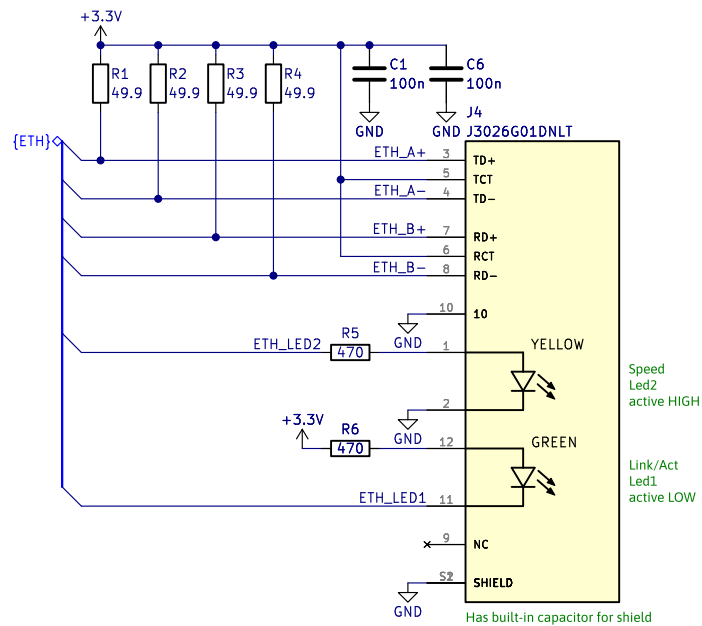 +3.3V
R1
49.9
R2
49.9
R3
49.9
R4
49.9
C1
100n
C6
100n
GND
GND
J4
J3026G01DNLT
{ETH}
ETH_A+
3
TD+
5
TCT
ETH_A-
4
TD-
ETH_B+
7
RD+
6
RCT
ETH_B-
8
RD-
10
10
GND
ETH_LED2
R5
470
1
YELLOW
Speed
Led2
active HIGH
2
GND
+3.3V
R6
470
12
GREEN
Link/Act
Led1
active LOW
ETH_LED1
11
9
NC
SHIELD
GND
Has built-in capacitor for shield